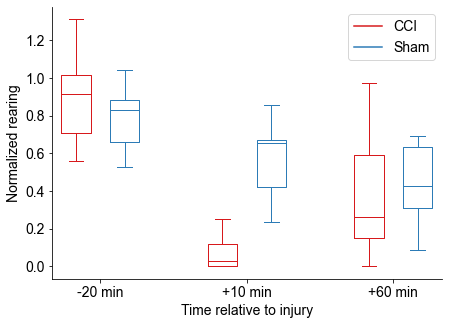 CCI
Sham
1.2
1.0
0.8
0.6
0.4
0.2
0.0
Normalized rearing
-20 min
+10 min
+60 min
Time relative to injury